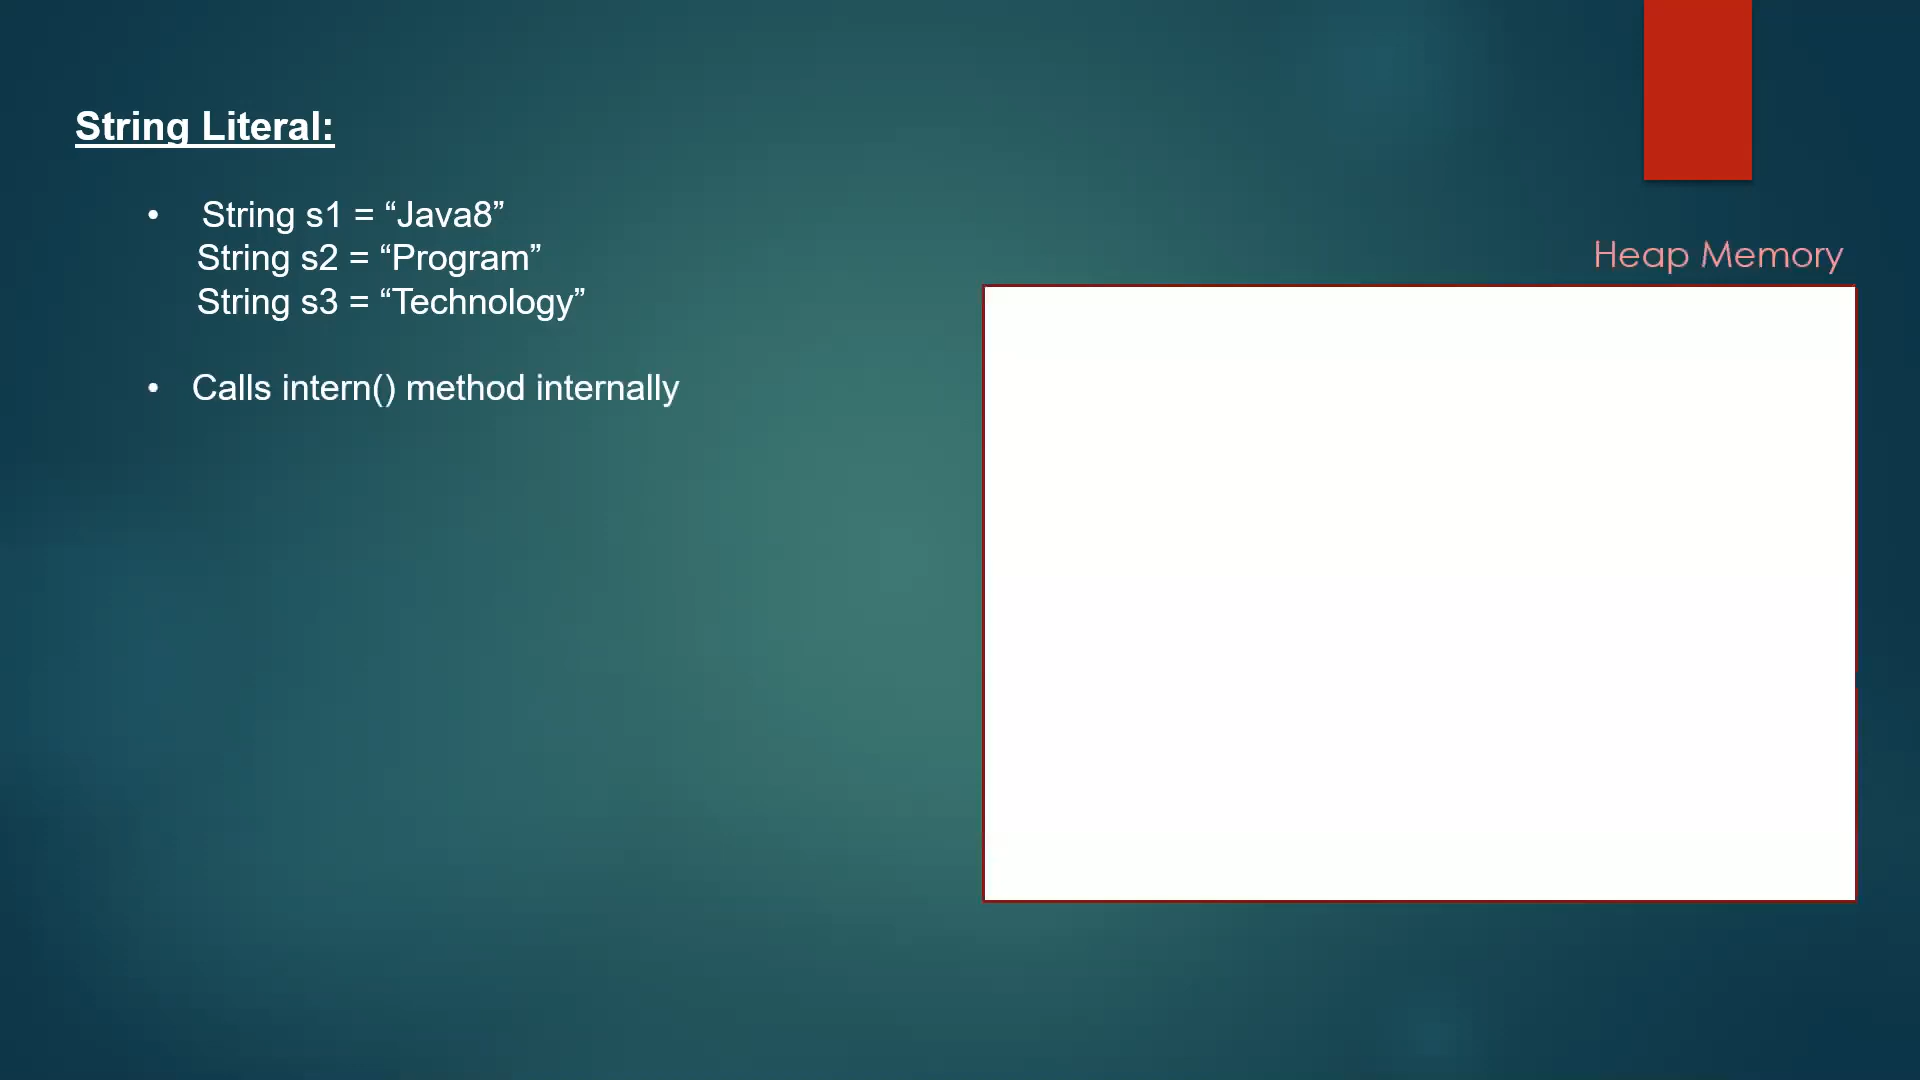 String Literal:
• String s1 = “Java8”
String s2 = “Program”
String s3 = “Technology”
• Calls intern() method internally
Heap Memory